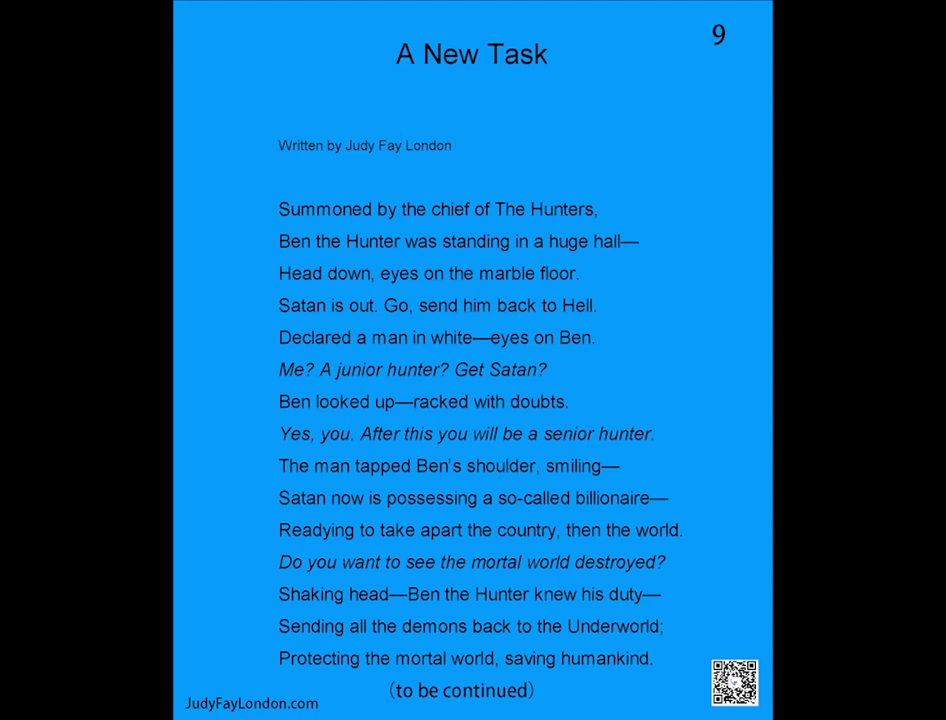 9
A New Task
Written by Judy Fay London
Summoned by the chief of The Hunters,
Ben the Hunter was standing in a huge hall—
Head down, eyes on the marble floor.
Satan is out. Go, send him back to Hell.
Declared a man in white—eyes on Ben.
Me? A junior hunter? Get Satan?
Ben looked up—racked with doubts.
Yes, you. After this you will be a senior hunter.
The man tapped Ben's shoulder, smiling—
Satan now is possessing a so-called billionaire—
Readying to take apart the country, then the world.
Do you want to see the mortal world destroyed?
Shaking head—Ben the Hunter knew his duty—
Sending all the demons back to the Underworld;
Protecting the mortal world, saving humankind.
(to be continued)
JudyFayLondon.com